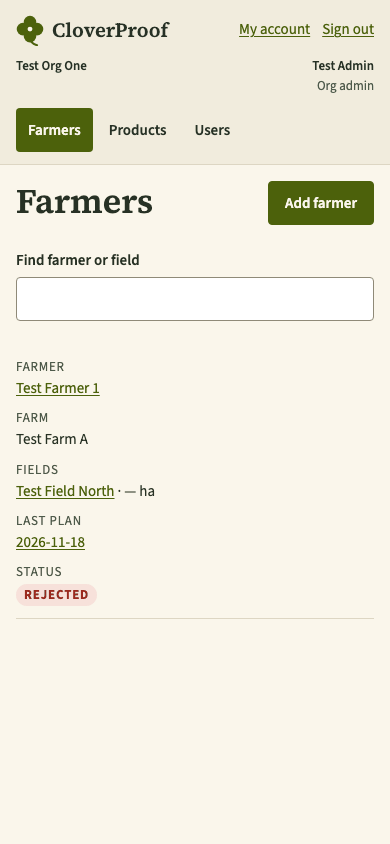 CloverProof
My account Sign out
Test Org One
Test Admin
Org admin
Farmers Products Users
Farmers
Add farmer
Find farmer or field
FARMER
Test Farmer 1
FARM
Test Farm A
FIELDS
Test Field North · — ha
LAST PLAN
2026-11-18
STATUS
REJECTED